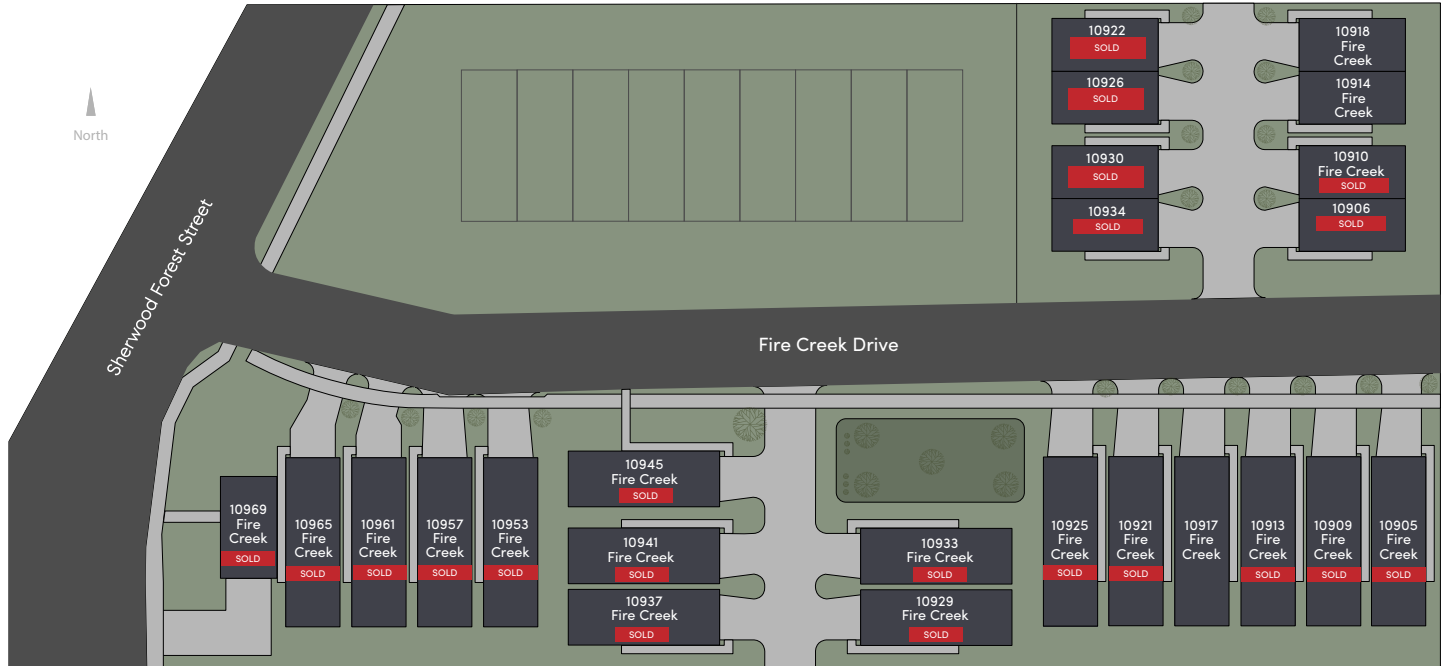 10922
SOLD
10926
SOLD
10918
Fire
Creek
10914
Fire
Creek
10930
SOLD
10934
SOLD
10910
Fire Creek
SOLD
10906
SOLD
North
Sherwood Forest Street
Fire Creek Drive
10969
Fire
Creek
SOLD
10965
Fire
Creek
SOLD
10961
Fire
Creek
SOLD
10957
Fire
Creek
SOLD
10953
Fire
Creek
SOLD
10945
Fire Creek
SOLD
10941
Fire Creek
SOLD
10937
Fire Creek
SOLD
10933
Fire Creek
SOLD
10929
Fire Creek
SOLD
10925
Fire
Creek
SOLD
10921
Fire
Creek
SOLD
10917
Fire
Creek
10913
Fire
Creek
SOLD
10909
Fire
Creek
SOLD
10905
Fire
Creek
SOLD